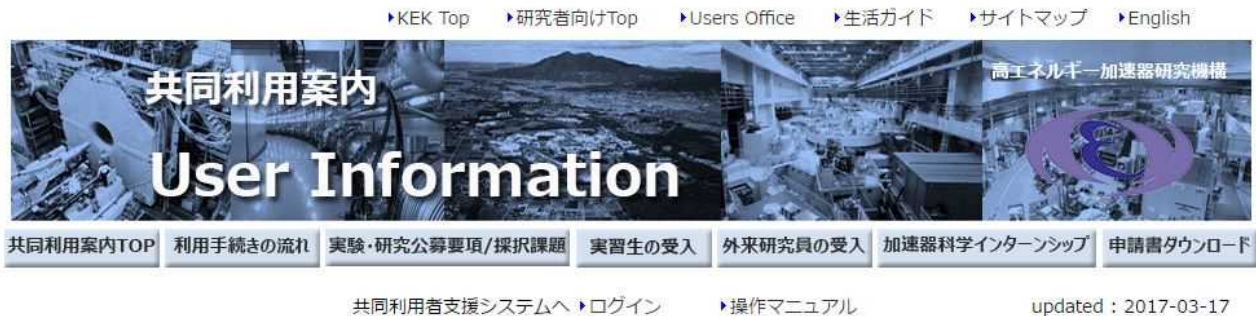 KEK Top 研究者向けTop Users Office 生活ガイド サイトマップ English
共同利用案内
高エネルギー加速器研究機構
User Information
共同利用案内TOP 利用手続きの流れ 実験・研究公募要項/採択課題 実習生の受入 外来研究員の受入 加速器科学インターンシップ 申請書ダウンロード
共同利用者支援システムへ ログイン 操作マニュアル updated : 2017-03-17